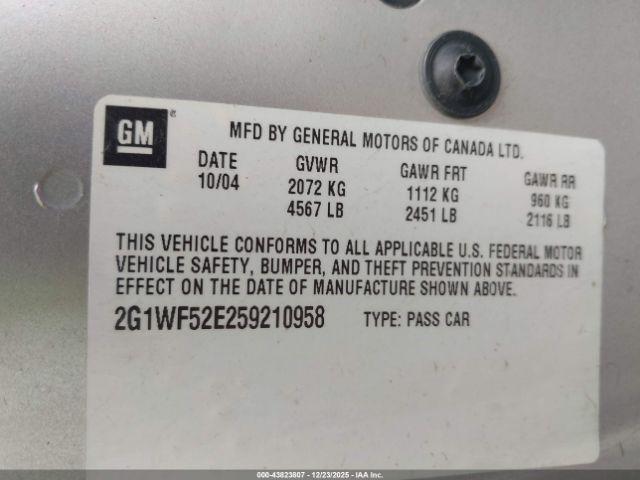 GM ®
MFD BY GENERAL MOTORS OF CANADA LTD.
DATE GVWR GAWR FRT GAWR RR
10/04 2072 KG 1112 KG 960 KG
4567 LB 2451 LB 2116 LB
THIS VEHICLE CONFORMS TO ALL APPLICABLE U.S. FEDERAL MOTOR
VEHICLE SAFETY, BUMPER, AND THEFT PREVENTION STANDARDS IN
EFFECT ON THE DATE OF MANUFACTURE SHOWN ABOVE.
2G1WF52E259210958 TYPE: PASS CAR
000-43823807 - 12/23/2025 - IAA Inc.